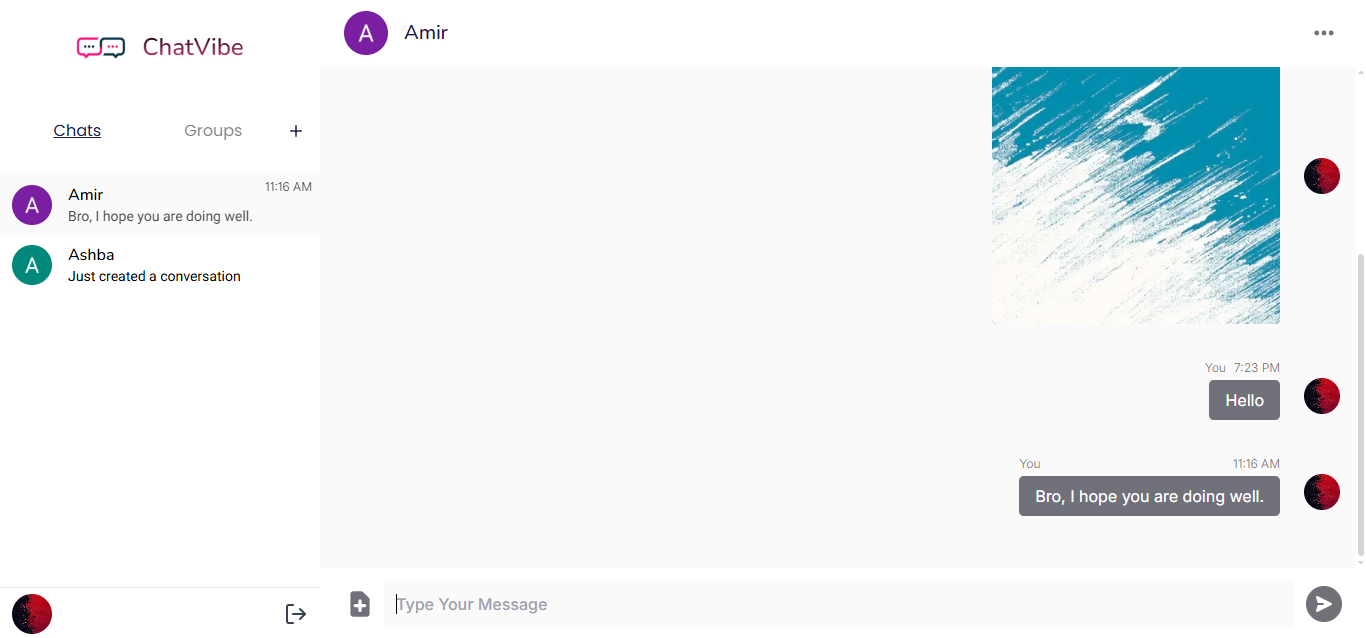 ChatVibe
Chats
Groups
+
A
Amir
11:16 AM
Bro, I hope you are doing well.
A
Ashba
Just created a conversation
A
Amir
You 7:23 PM
Hello
You 11:16 AM
Bro, I hope you are doing well.
Type Your Message